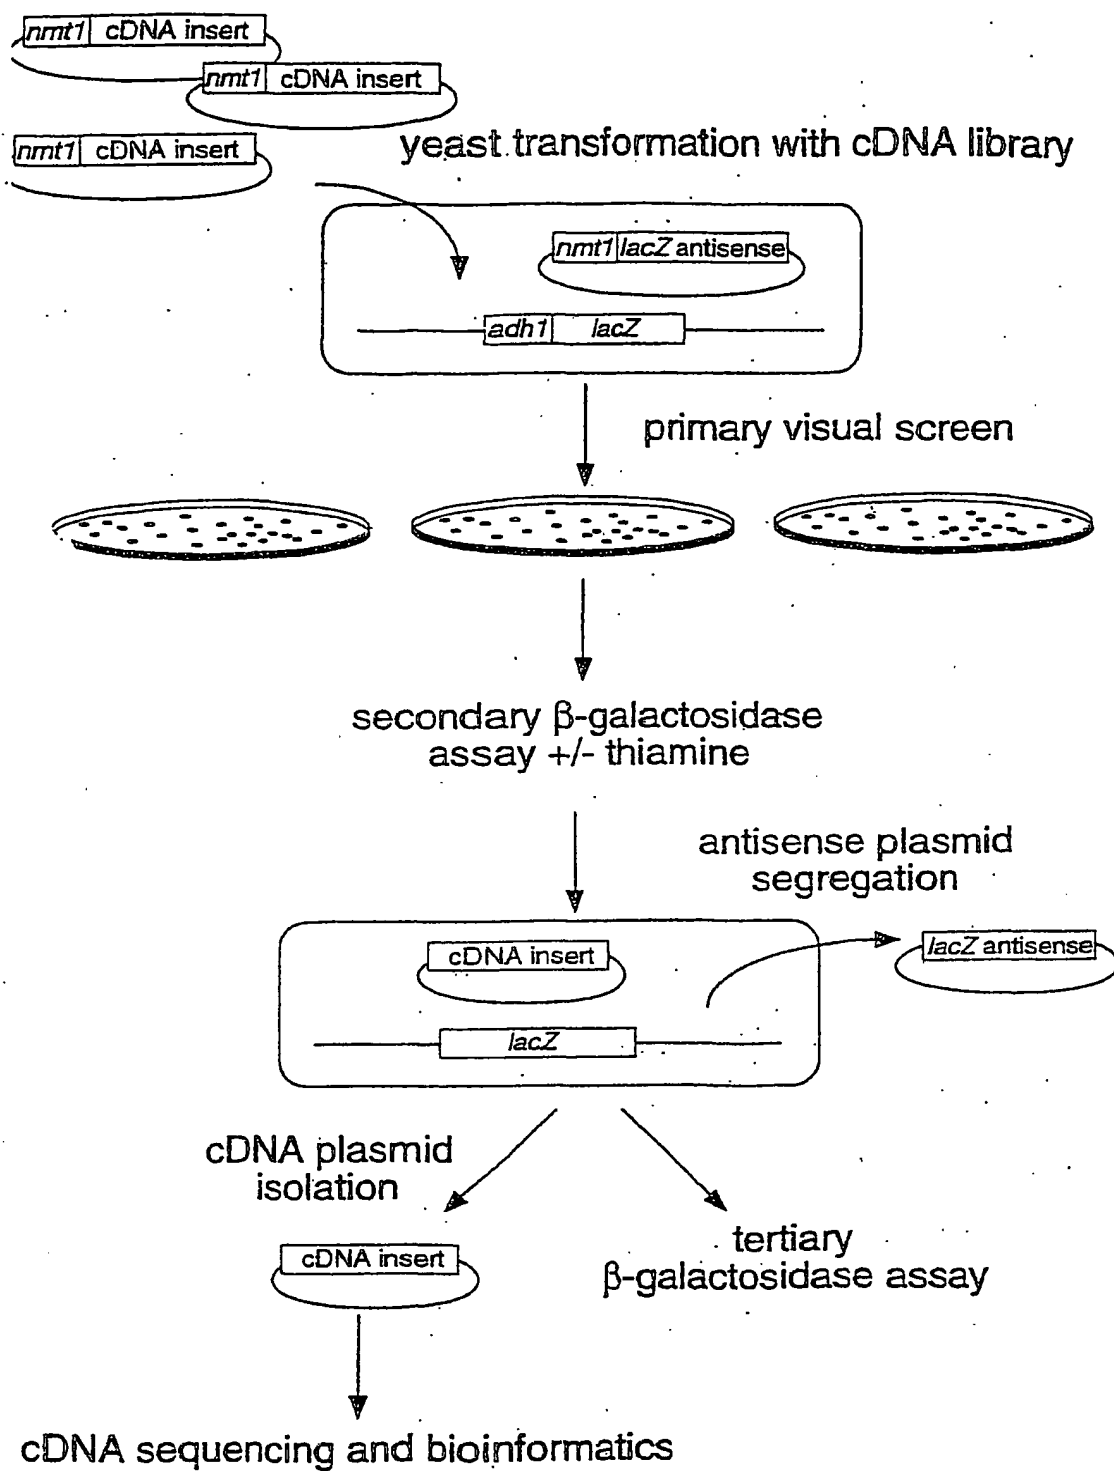 nmt1 cDNA insert
nmt1 cDNA insert
nmt1 cDNA insert
yeast transformation with cDNA library
nmt1 lacZ antisense
adh1 lacZ
primary visual screen
secondary β-galactosidase
assay +/- thiamine
antisense plasmid
segregation
cDNA insert
lacZ antisense
lacZ
cDNA plasmid
isolation
cDNA insert
tertiary
β-galactosidase assay
cDNA sequencing and bioinformatics